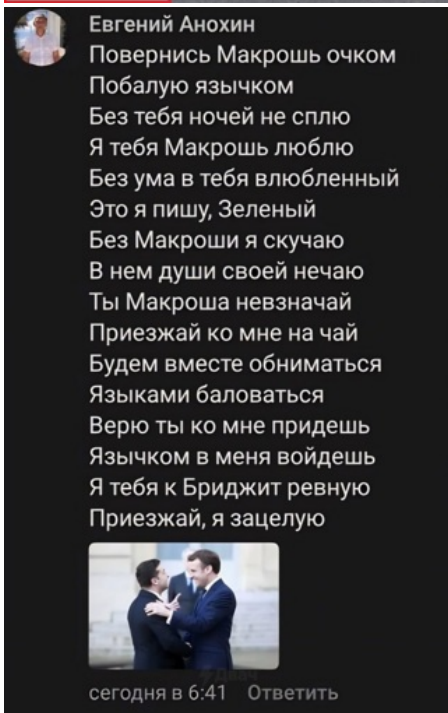 Евгений Анохин
Повернись Макрошь очком
Побалую язычком
Без тебя ночей не сплю
Я тебя Макрошь люблю
Без ума в тебя влюбленный
Это я пишу, Зеленый
Без Макроши я скучаю
В нем души своей нечаю
Ты Макроша невзначай
Приезжай ко мне на чай
Будем вместе обниматься
Языками баловаться
Верю ты ко мне придешь
Язычком в меня войдешь
Я тебя к Бриджит ревную
Приезжай, я зацелую
Двач
сегодня в 6:41 Ответить